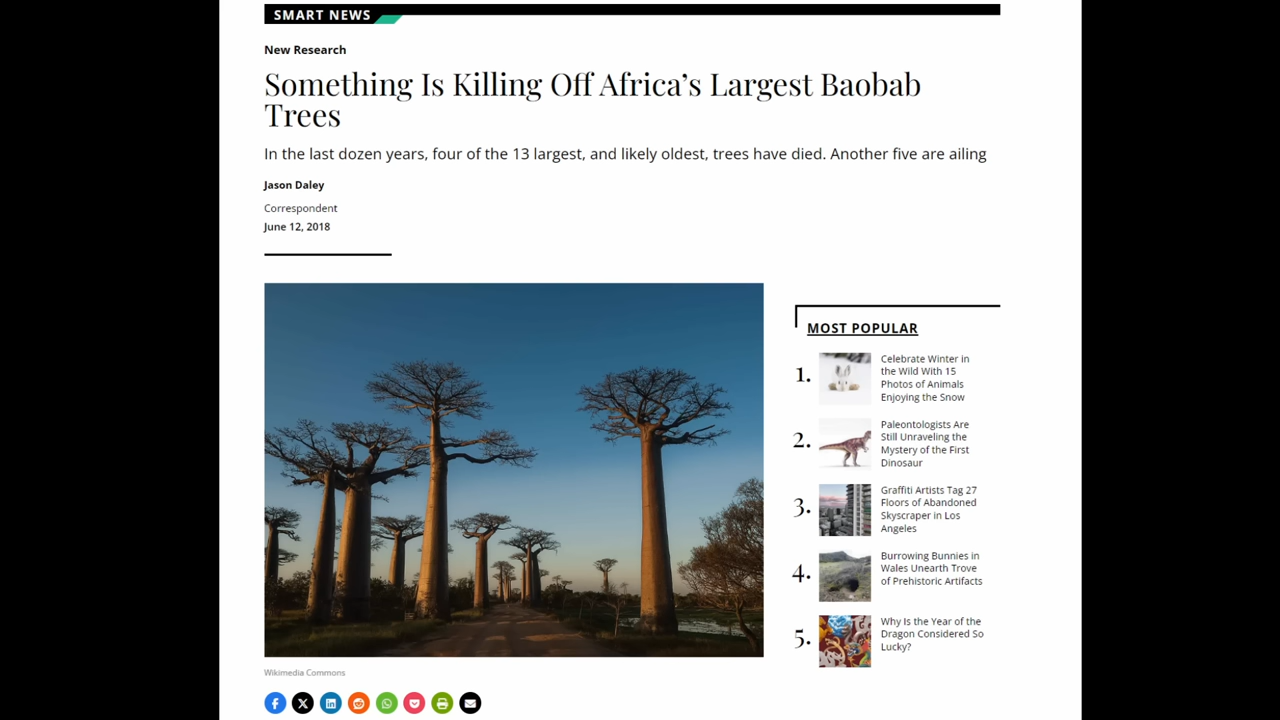 SMART NEWS
New Research
Something Is Killing Off Africa's Largest Baobab
Trees
In the last dozen years, four of the 13 largest, and likely oldest, trees have died. Another five are ailing
Jason Daley
Correspondent
June 12, 2018
Wikimedia Commons
MOST POPULAR
1.
Celebrate Winter in
the Wild With 15
Photos of Animals
Enjoying the Snow
2.
Paleontologists Are
Still Unraveling the
Mystery of the First
Dinosaur
3.
Graffiti Artists Tag 27
Floors of Abandoned
Skyscraper in Los
Angeles
4.
Burrowing Bunnies in
Wales Unearth Trove
of Prehistoric Artifacts
5.
Why Is the Year of the
Dragon Considered So
Lucky?